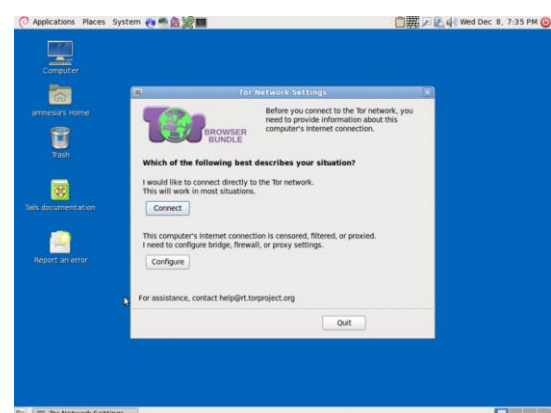 Applications Places System
Wed Dec 8, 7:35 PM
Computer
amnesia's Home
Trash
Tails documentation
Report an error
Tor Network Settings
Tor BROWSER
BUNDLE
Before you connect to the Tor network, you
need to provide information about this
computer's Internet connection.
Which of the following best describes your situation?
I would like to connect directly to the Tor network.
This will work in most situations.
Connect
This computer's Internet connection is censored, filtered, or proxied.
I need to configure bridge, firewall, or proxy settings.
Configure
For assistance, contact help@rt.torproject.org
Quit
Tor Network Settings